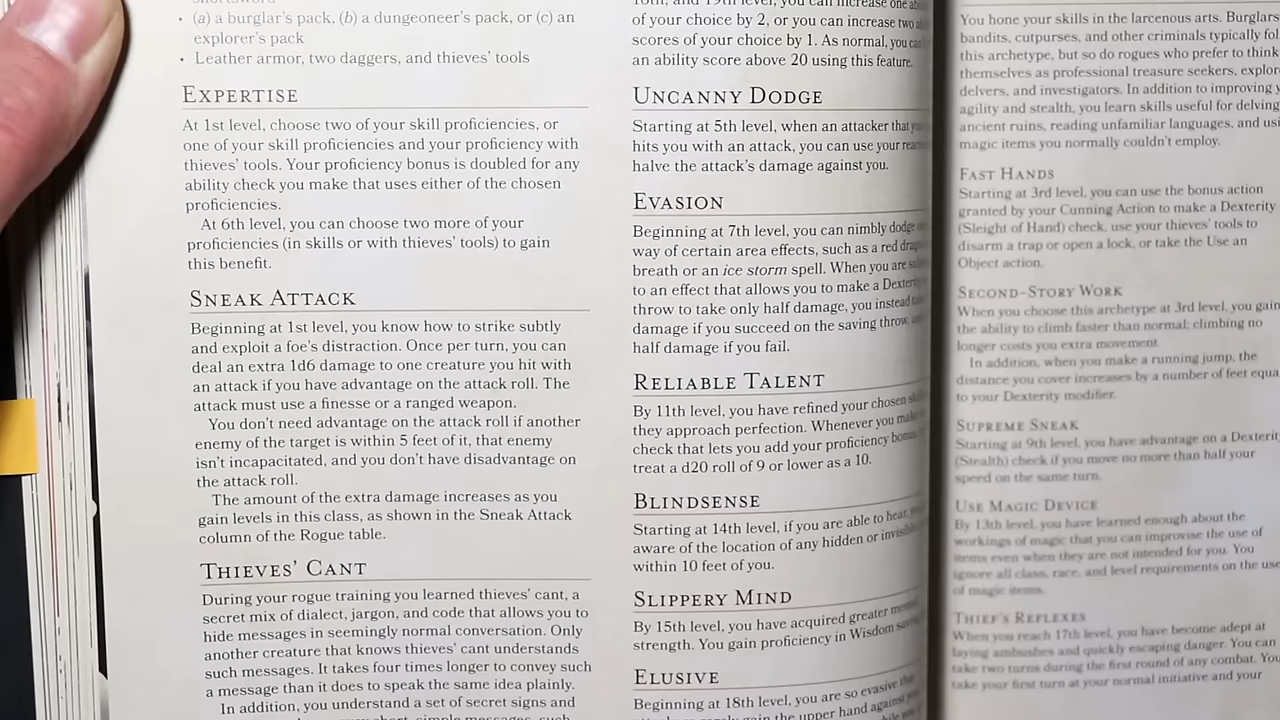 • (a) a burglar's pack, (b) a dungeoneer's pack, or (c) an
explorer's pack
• Leather armor, two daggers, and thieves' tools
EXPERTISE
At 1st level, choose two of your skill proficiencies, or
one of your skill proficiencies and your proficiency with
thieves' tools. Your proficiency bonus is doubled for any
ability check you make that uses either of the chosen
proficiencies.
At 6th level, you can choose two more of your
proficiencies (in skills or with thieves' tools) to gain
this benefit.
SNEAK ATTACK
Beginning at 1st level, you know how to strike subtly
and exploit a foe's distraction. Once per turn, you can
deal an extra 1d6 damage to one creature you hit with
an attack if you have advantage on the attack roll. The
attack must use a finesse or a ranged weapon.
You don't need advantage on the attack roll if another
enemy of the target is within 5 feet of it, that enemy
isn't incapacitated, and you don't have disadvantage on
the attack roll.
The amount of the extra damage increases as you
gain levels in this class, as shown in the Sneak Attack
column of the Rogue table.
THIEVES' CANT
During your rogue training you learned thieves' cant, a
secret mix of dialect, jargon, and code that allows you to
hide messages in seemingly normal conversation. Only
another creature that knows thieves' cant understands
such messages. It takes four times longer to convey such
a message than it does to speak the same idea plainly.
In addition, you understand a set of secret signs and
of your choice by 2, or you can increase two
scores of your choice by 1. As normal, you
an ability score above 20 using this feature.
UNCANNY DODGE
Starting at 5th level, when an attacker that
hits you with an attack, you can use your
halve the attack's damage against you.
EVASION
Beginning at 7th level, you can nimbly dodge
way of certain area effects, such as a red
breath or an ice storm spell. When you are
to an effect that allows you to make a
throw to take only half damage, you instead
damage if you succeed on the saving throw,
half damage if you fail.
RELIABLE TALENT
By 11th level, you have refined your chosen
they approach perfection. Whenever you
check that lets you add your proficiency
treat a d20 roll of 9 or lower as a 10.
BLINDSENSE
Starting at 14th level, if you are able to hear,
aware of the location of any hidden or
within 10 feet of you.
SLIPPERY MIND
By 15th level, you have acquired greater
strength. You gain proficiency in Wisdom
ELUSIVE
Beginning at 18th level, you are so evasive
gain the upper hand against
You hone your skills in the larcenous arts. Burglars,
bandits, cutpurses, and other criminals typically
this archetype, but so do rogues who prefer to think
themselves as professional treasure seekers,
delvers, and investigators. In addition to improving
agility and stealth, you learn skills useful for delving
ancient ruins, reading unfamiliar languages, and
magic items you normally couldn't employ.
FAST HANDS
Starting at 3rd level, you can use the bonus action
granted by your Cunning Action to make a Dexterity
(Sleight of Hand) check, use your thieves' tools to
disarm a trap or open a lock, or take the Use an
Object action.
SECOND-STORY WORK
When you choose this archetype at 3rd level, you gain
the ability to climb faster than normal; climbing no
longer costs you extra movement.
In addition, when you make a running jump, the
distance you cover increases by a number of feet
to your Dexterity modifier.
SUPREME SNEAK
Starting at 9th level, you have advantage on a
(Stealth) check if you move no more than half your
speed on the same turn.
USE MAGIC DEVICE
By 13th level, you have learned enough about the
workings of magic that you can improvise the use of
items even when they are not intended for you. You
ignore all class, race, and level requirements on the use
of magic items.
THIEF'S REFLEXES
When you reach 17th level, you have become adept at
laying ambushes and quickly escaping danger. You can
take two turns during the first round of any combat. You
take your first turn at your normal initiative and your